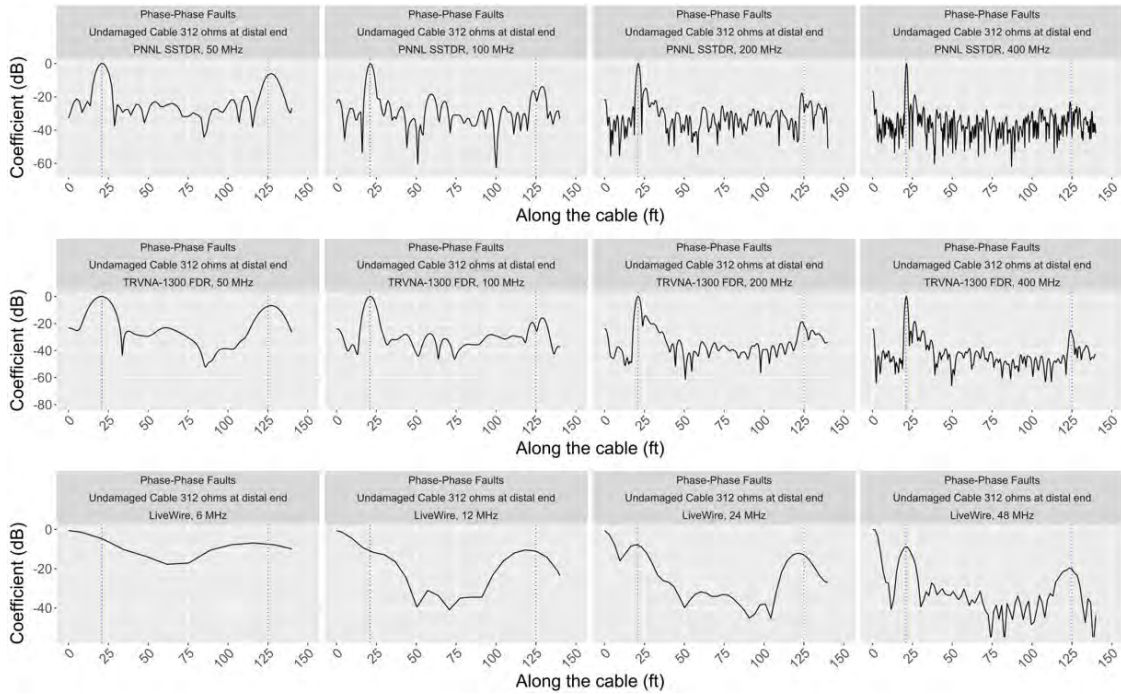 Phase-Phase Faults
Undamaged Cable 312 ohms at distal end
PNNL SSTDR, 50 MHz
Phase-Phase Faults
Undamaged Cable 312 ohms at distal end
PNNL SSTDR, 100 MHz
Phase-Phase Faults
Undamaged Cable 312 ohms at distal end
PNNL SSTDR, 200 MHz
Phase-Phase Faults
Undamaged Cable 312 ohms at distal end
PNNL SSTDR, 400 MHz
Coefficient (dB)
0
-20
-40
-60
0 25 50 75 100 125 150
0 25 50 75 100 125 150
0 25 50 75 100 125 150
0 25 50 75 100 125 150
Along the cable (ft)
Phase-Phase Faults
Undamaged Cable 312 ohms at distal end
TRVNA-1300 FDR, 50 MHz
Phase-Phase Faults
Undamaged Cable 312 ohms at distal end
TRVNA-1300 FDR, 100 MHz
Phase-Phase Faults
Undamaged Cable 312 ohms at distal end
TRVNA-1300 FDR, 200 MHz
Phase-Phase Faults
Undamaged Cable 312 ohms at distal end
TRVNA-1300 FDR, 400 MHz
Coefficient (dB)
0
-20
-40
-60
-80
0 25 50 75 100 125 150
0 25 50 75 100 125 150
0 25 50 75 100 125 150
0 25 50 75 100 125 150
Along the cable (ft)
Phase-Phase Faults
Undamaged Cable 312 ohms at distal end
LiveWire, 6 MHz
Phase-Phase Faults
Undamaged Cable 312 ohms at distal end
LiveWire, 12 MHz
Phase-Phase Faults
Undamaged Cable 312 ohms at distal end
LiveWire, 24 MHz
Phase-Phase Faults
Undamaged Cable 312 ohms at distal end
LiveWire, 48 MHz
Coefficient (dB)
0
-20
-40
0 25 50 75 100 125 150
0 25 50 75 100 125 150
0 25 50 75 100 125 150
0 25 50 75 100 125 150
Along the cable (ft)